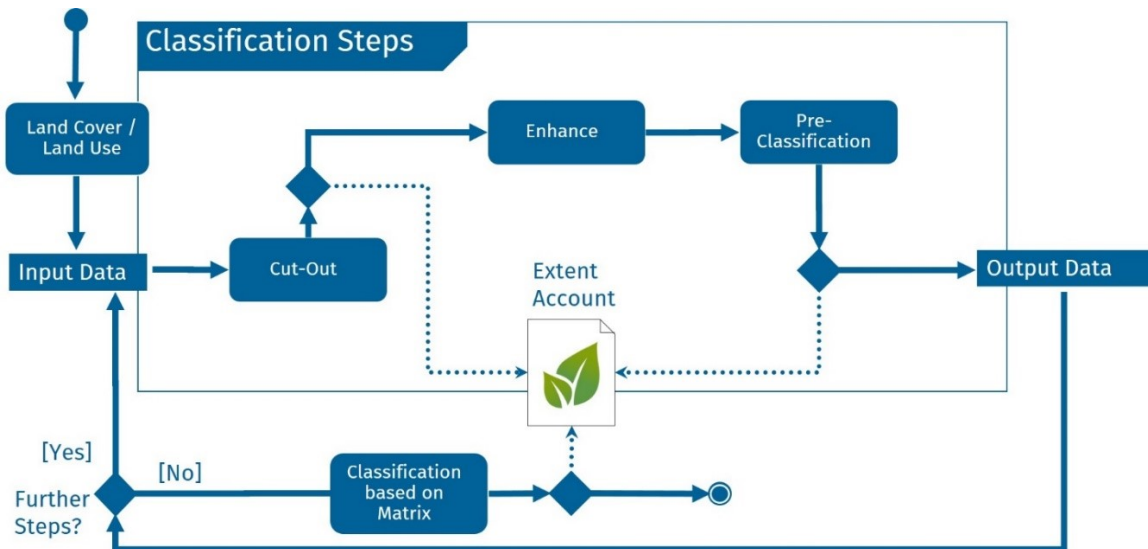 Classification Steps
Land Cover /
Land Use
Enhance
Pre-
Classification
Input Data
Cut-Out
Extent
Account
Output Data
[Yes]
[No]
Further
Steps?
Classification
based on
Matrix